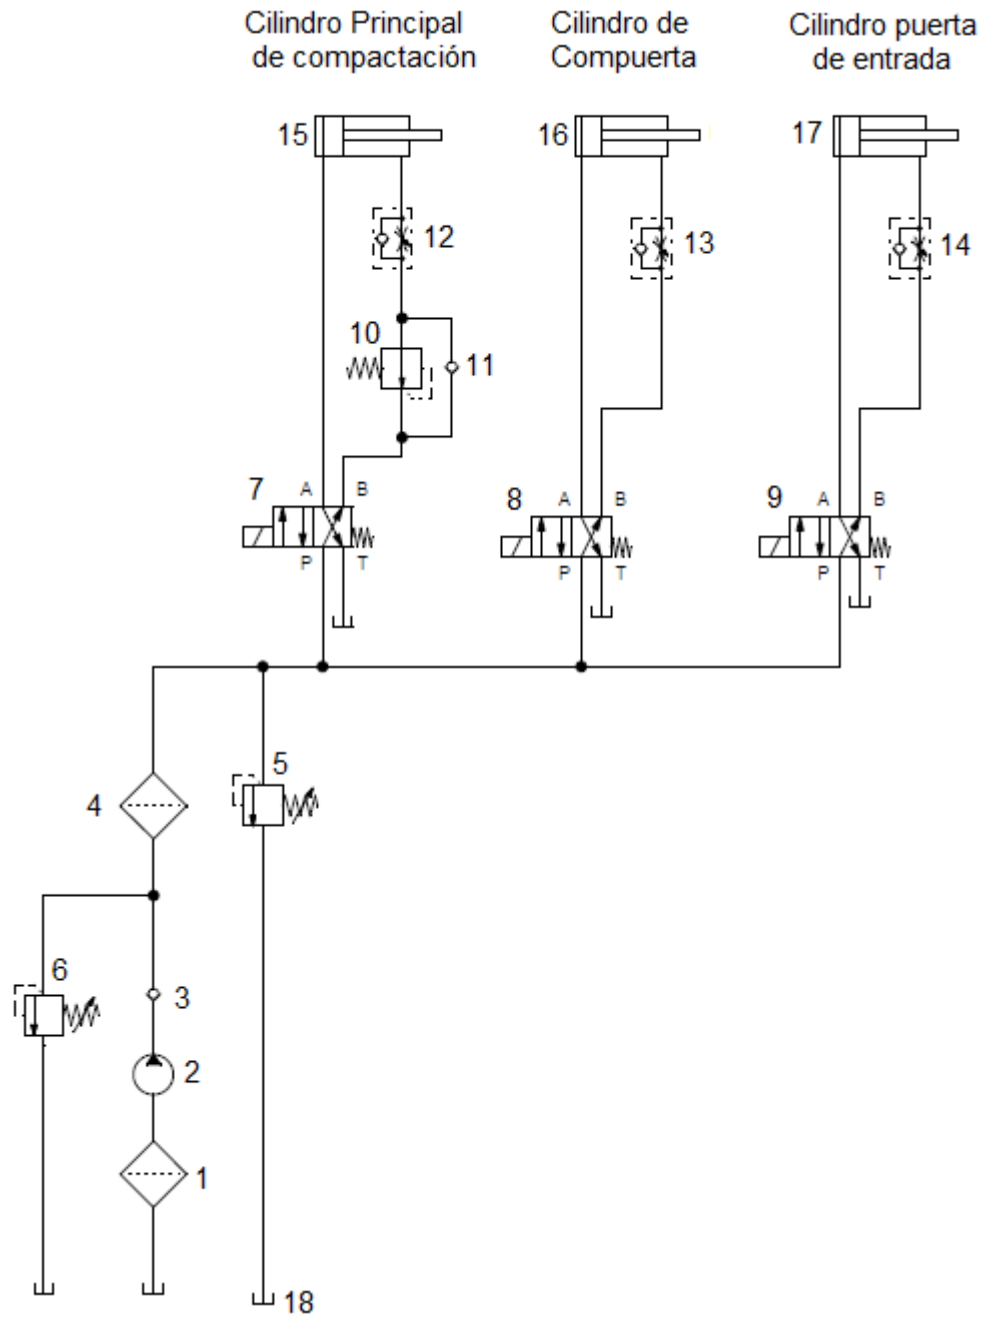 Cilindro Principal
de compactación
Cilindro de
Compuerta
Cilindro puerta
de entrada
15
16
17
12
13
14
10
11
7
A
B
P
T
8
A
B
P
T
9
A
B
P
T
5
4
6
3
2
1
18